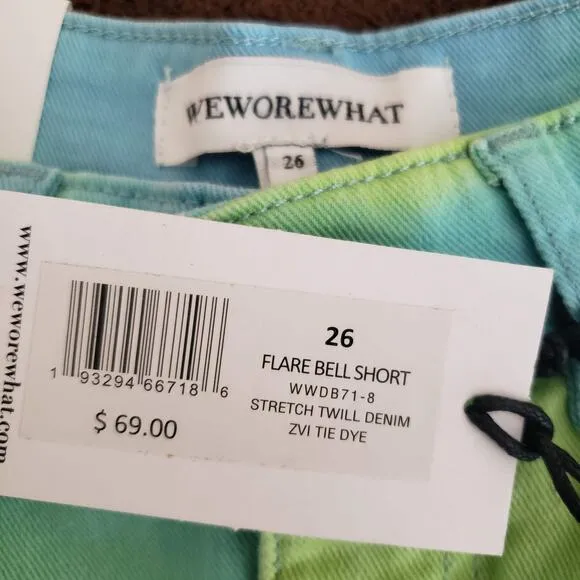 WEWOREWHAT
26
www.weworewhat.com
26
FLARE BELL SHORT
WWDB71-8
STRETCH TWILL DENIM
ZVI TIE DYE
1 93294 66718 6
$ 69.00